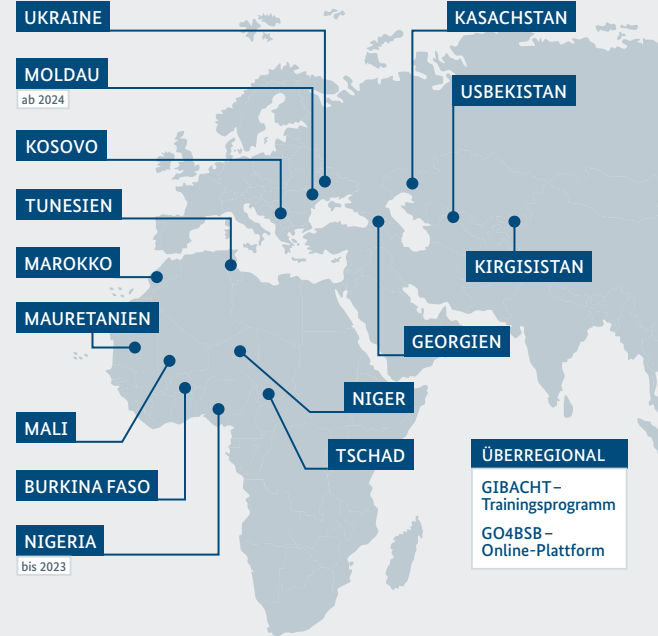 UKRAINE
MOLDAU
ab 2024
KOSOVO
TUNESIEN
MAROKKO
MAURETANIEN
MALI
BURKINA FASO
NIGERIA
bis 2023
KASACHSTAN
USBEKISTAN
KIRGISISTAN
GEORGIEN
NIGER
TSCHAD
ÜBERREGIONAL
GIBACHT –
Trainingsprogramm
GO4BSB –
Online-Plattform